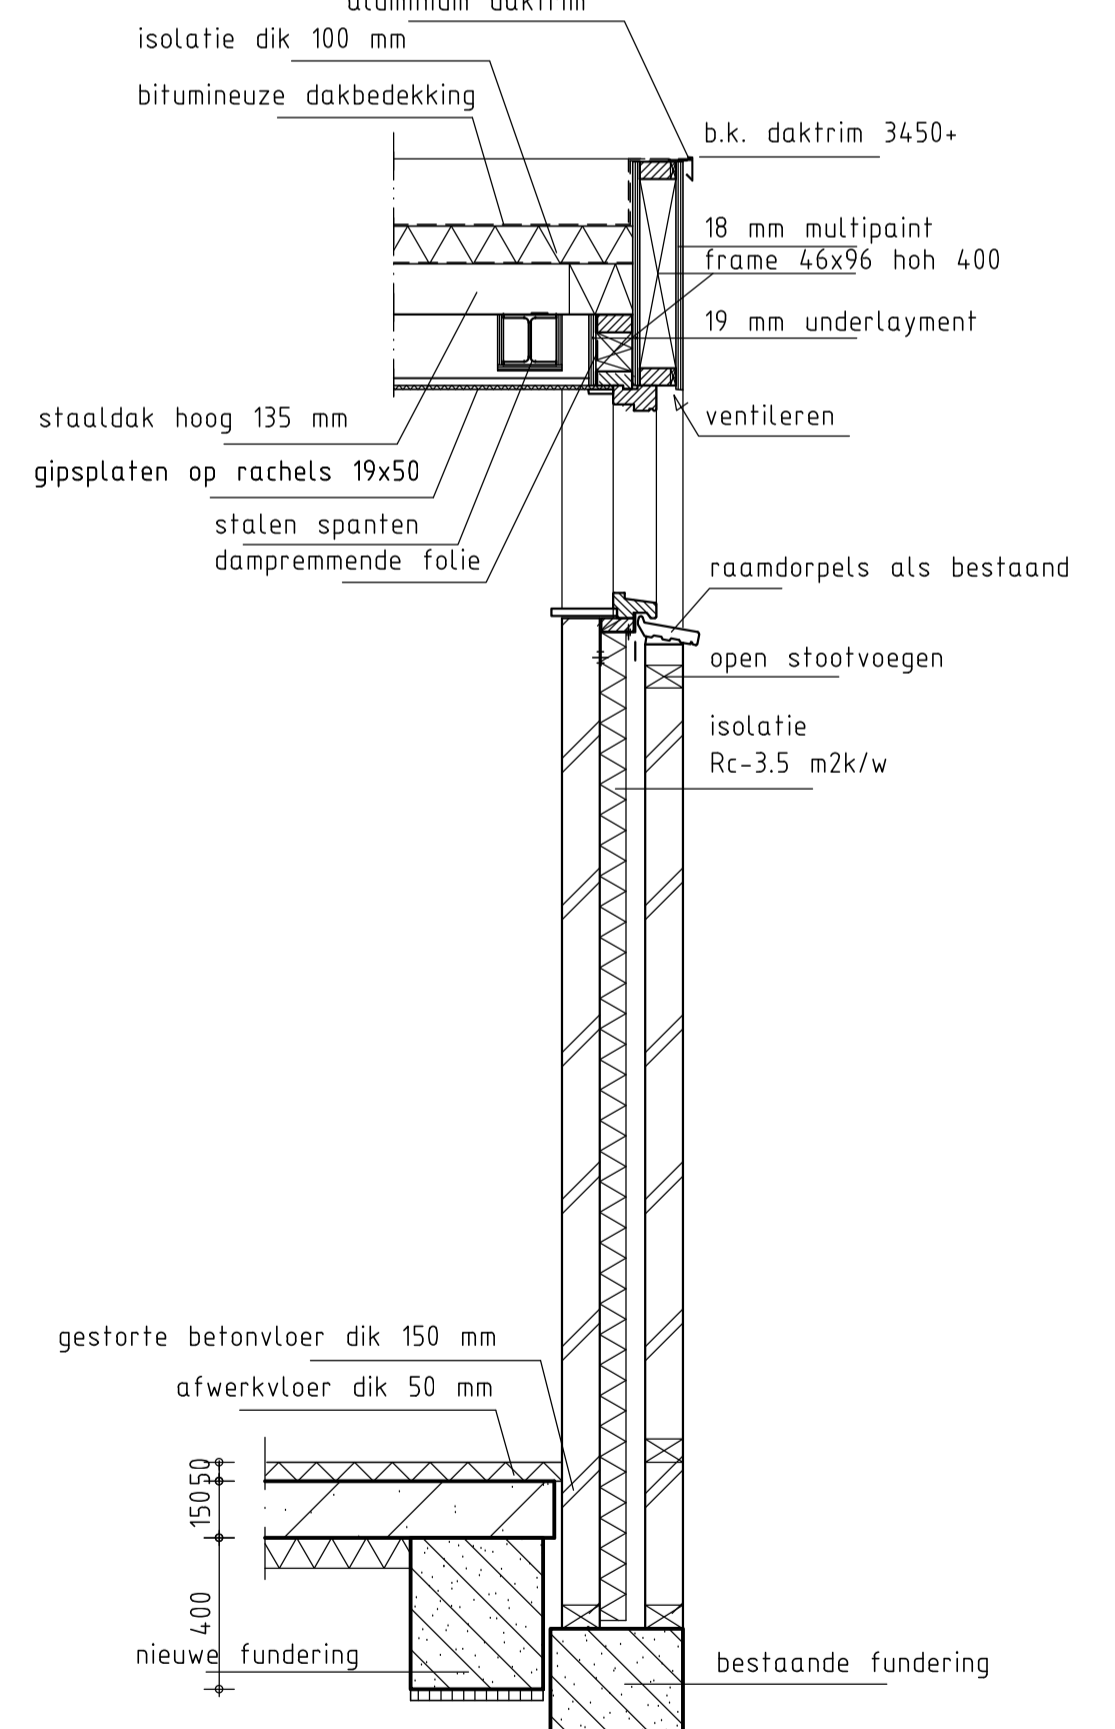 aluminium daktrim
isolatie dik 100 mm
bitumineuze dakbedekking
b.k. daktrim 3450+
18 mm multipaint
frame 46x96 hoh 400
19 mm underlayment
ventileren
staaldak hoog 135 mm
gipsplaten op rachels 19x50
stalen spanten
dampremmende folie
raamdorpels als bestaand
open stootvoegen
isolatie
Rc-3.5 m2k/w
gestorte betonvloer dik 150 mm
afwerkvloer dik 50 mm
50
150
400
nieuwe fundering
bestaande fundering